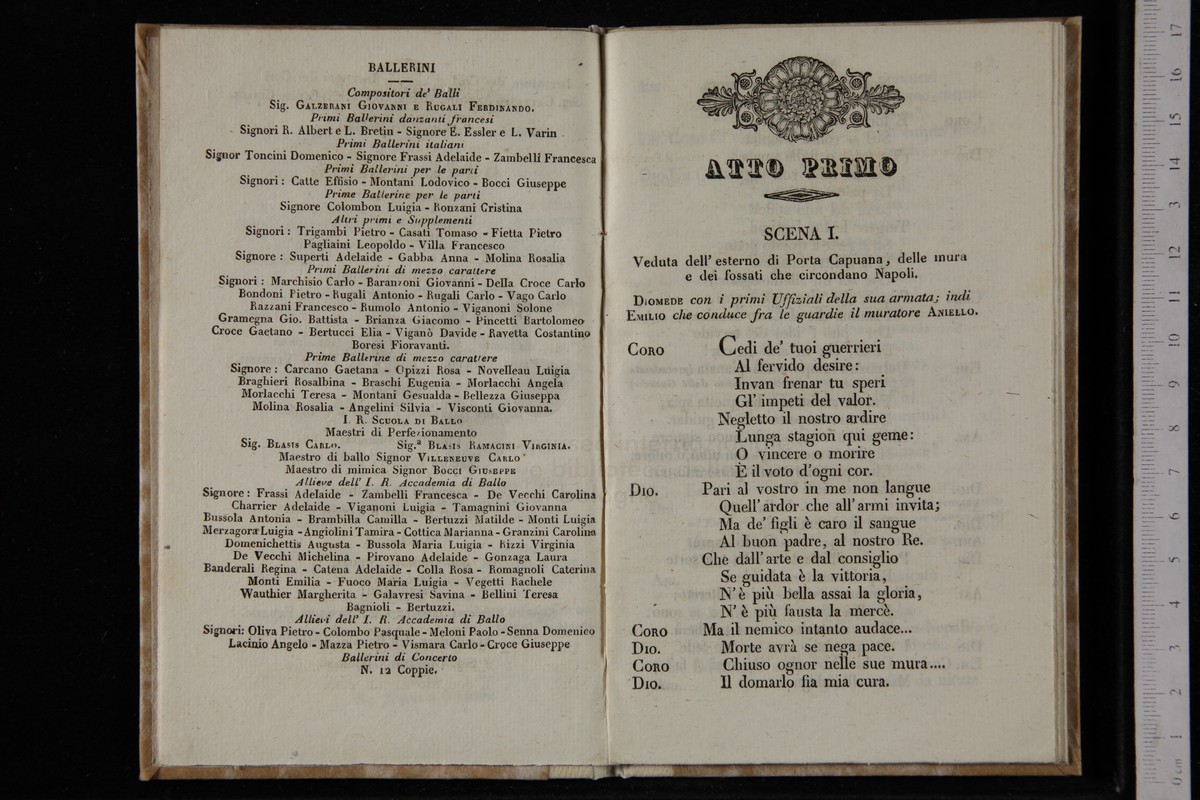 BALLERINI
Compositori de' Balli
Sig. GALZERANI GIOVANNI E RUGALI FERDINANDO.
Primi Ballerini danzanti francesi
Signori R. Albert e L. Bretin - Signore E. Essler e L. Varin
Primi Ballerini italiani
Signor Toncini Domenico - Signore Frassi Adelaide - Zambelli Francesca
Primi Ballerini per le parti
Signori : Catte Effisio - Montani Lodovico - Bocci Giuseppe
Prime Ballerine per le parti
Signore Colombon Luigia - Ronzani Cristina
Altri primi e Supplementi
Signori : Trigambi Pietro - Casati Tomaso - Fietta Pietro
Pagliaini Leopoldo - Villa Francesco
Signore : Superti Adelaide - Gabba Anna - Molina Rosalia
Primi Ballerini di mezzo carattere
Signori : Marchisio Carlo - Baranzoni Giovanni - Della Croce Carlo
Bondoni Pietro - Rugali Antonio - Rugali Carlo - Vago Carlo
Razzani Francesco - Rumolo Antonio - Viganoni Solone
Gramegna Gio. Battista - Brianza Giacomo - Pincetti Bartolomeo
Croce Gaetano - Bertucci Elia - Viganò Davide - Ravetta Costantino
Boresi Fioravanti.
Prime Ballerine di mezzo carattere
Signore : Carcano Gaetana - Opizzi Rosa - Novelleau Luigia
Braghieri Rosalbina - Braschi Eugenia - Morlacchi Angela
Morlacchi Teresa - Montani Gesualda - Bellezza Giuseppa
Molina Rosalia - Angelini Silvia - Visconti Giovanna.
I. R. SCUOLA DI BALLO
Maestri di Perfezionamento
Sig. BLASIS CARLO. Sig.ª BLASIS RAMACINI VIRGINIA.
Maestro di ballo Signor VILLENEUVE CARLO
Maestro di mimica Signor BOCCI GIUSEPPE
Allieve dell' I. R. Accademia di Ballo
Signore : Frassi Adelaide - Zambelli Francesca - De Vecchi Carolina
Charrier Adelaide - Viganoni Luigia - Tamagnini Giovanna
Bussola Antonia - Brambilla Camilla - Bertuzzi Matilde - Monti Luigia
Merzagora Luigia - Angiolini Tamira - Cottica Marianna - Granzini Carolina
Domenichettis Augusta - Bussola Maria Luigia - Rizzi Virginia
De Vecchi Michelina - Pirovano Adelaide - Gonzaga Laura
Banderali Regina - Catena Adelaide - Colla Rosa - Romagnoli Caterina
Monti Emilia - Fuoco Maria Luigia - Vegetti Rachele
Wauthier Margherita - Galavresi Savina - Bellini Teresa
Bagnioli - Bertuzzi.
Allievi dell' I. R. Accademia di Ballo
Signori: Oliva Pietro - Colombo Pasquale - Meloni Paolo - Senna Domenico
Lacinio Angelo - Mazza Pietro - Vismara Carlo - Croce Giuseppe
Ballerini di Concerto
N. 12 Coppie.
ATTO PRIMO
SCENA I.
Veduta dell' esterno di Porta Capuana, delle mura
e dei fossati che circondano Napoli.
DIOMEDE con i primi Uffiziali della sua armata; indi
EMILIO che conduce fra le guardie il muratore ANIELLO.
CORO Cedi de' tuoi guerrieri
Al fervido desire:
Invan frenar tu speri
Gl' impeti del valor.
Negletto il nostro ardire
Lunga stagion qui geme:
O vincere o morire
È il voto d'ogni cor.
DIO. Pari al vostro in me non langue
Quell' ardor che all' armi invita;
Ma de' figli è caro il sangue
Al buon padre, al nostro Re.
Che dall' arte e dal consiglio
Se guidata è la vittoria,
N' è più bella assai la gloria,
N' è più fausta la mercè.
CORO Ma il nemico intanto audace...
DIO. Morte avrà se nega pace.
CORO Chiuso ognor nelle sue mura....
DIO. Il domarlo fia mia cura.
0 cm 1 2 3 4 5 6 7 8 9 10 11 12 13 14 15 16 17